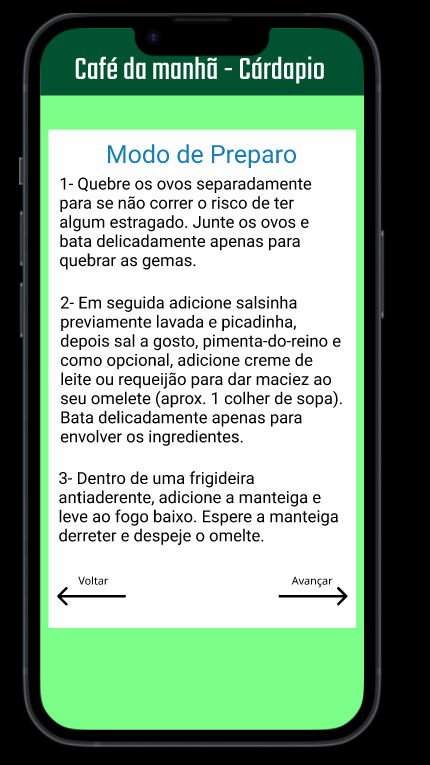 Café da manhã - Cárdapio
Modo de Preparo
1- Quebre os ovos separadamente
para se não correr o risco de ter
algum estragado. Junte os ovos e
bata delicadamente apenas para
quebrar as gemas.
2- Em seguida adicione salsinha
previamente lavada e picadinha,
depois sal a gosto, pimenta-do-reino e
como opcional, adicione creme de
leite ou requeijão para dar maciez ao
seu omelete (aprox. 1 colher de sopa).
Bata delicadamente apenas para
envolver os ingredientes.
3- Dentro de uma frigideira
antiaderente, adicione a manteiga e
leve ao fogo baixo. Espere a manteiga
derreter e despeje o omelte.
Voltar
Avançar